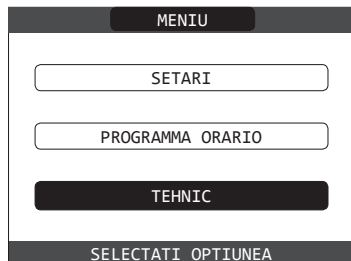 MENIU
SETARI
PROGRAMMA ORARIO
TEHNIC
SELECTATI OPTIUNEA